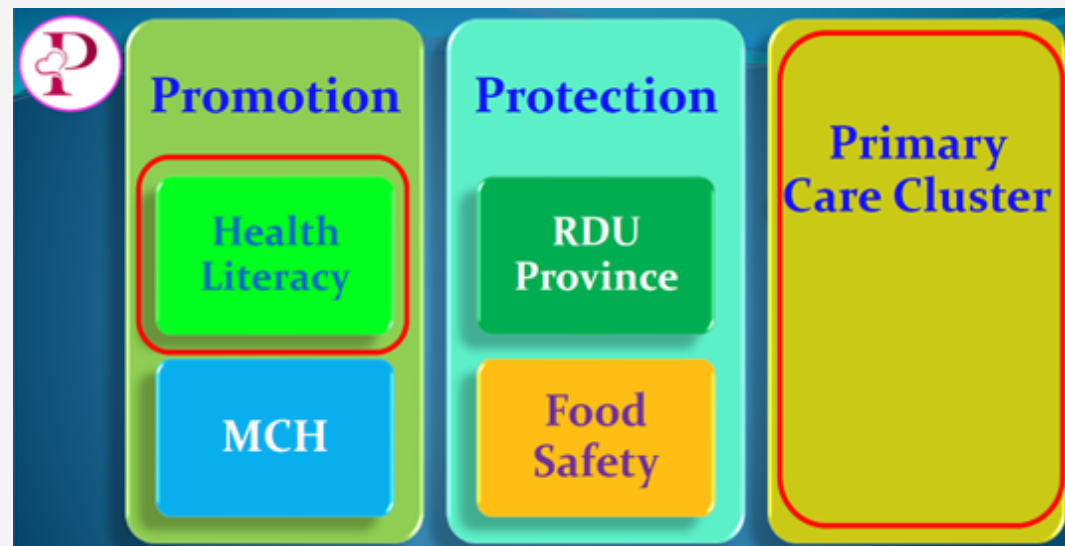 P
Promotion
Health
Literacy
MCH
Protection
RDU
Province
Food
Safety
Primary
Care Cluster